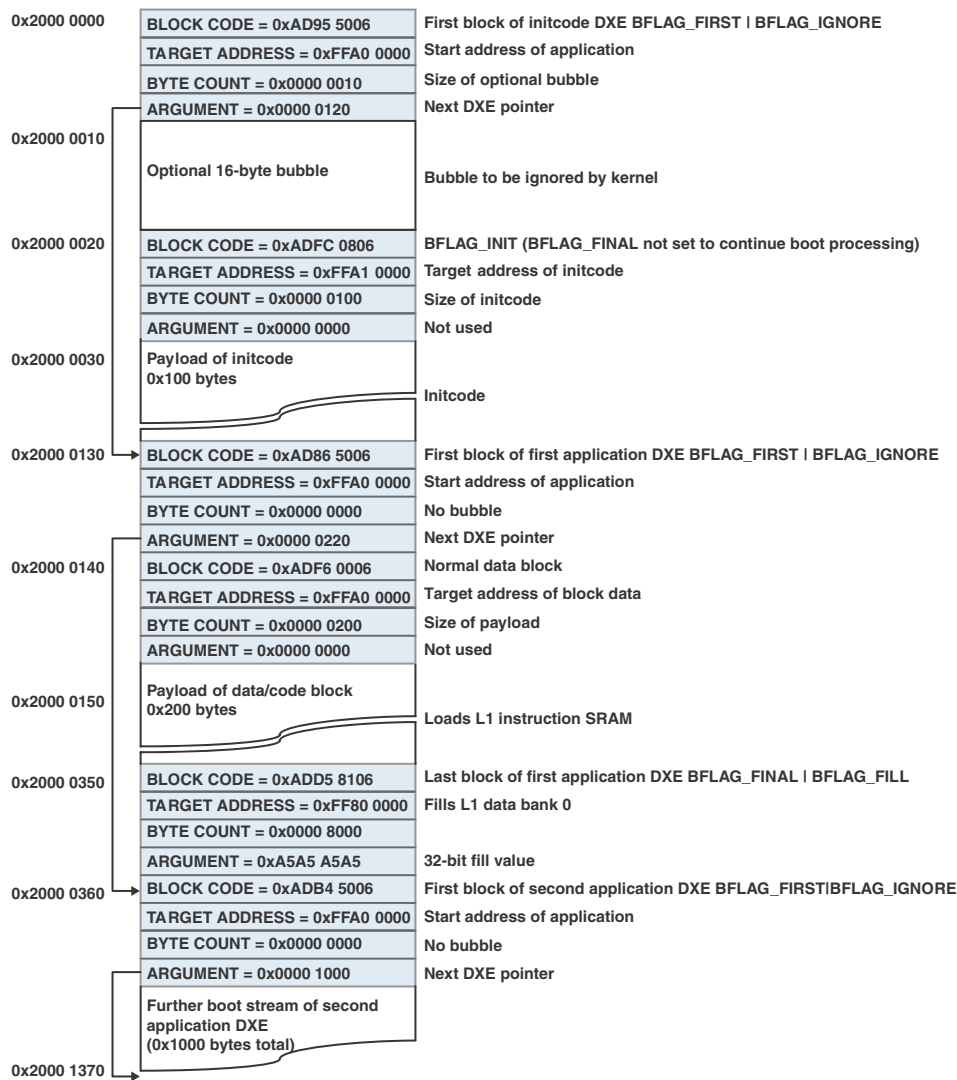 0x2000 0000 BLOCK CODE = 0xAD95 5006 First block of initcode DXE BFLAG_FIRST | BFLAG_IGNORE
TARGET ADDRESS = 0xFFA0 0000 Start address of application
BYTE COUNT = 0x0000 0010 Size of optional bubble
ARGUMENT = 0x0000 0120 Next DXE pointer
0x2000 0010
Optional 16-byte bubble Bubble to be ignored by kernel
0x2000 0020 BLOCK CODE = 0xADFC 0806 BFLAG_INIT (BFLAG_FINAL not set to continue boot processing)
TARGET ADDRESS = 0xFFA1 0000 Target address of initcode
BYTE COUNT = 0x0000 0100 Size of initcode
ARGUMENT = 0x0000 0000 Not used
0x2000 0030 Payload of initcode
0x100 bytes
Initcode
0x2000 0130 BLOCK CODE = 0xAD86 5006 First block of first application DXE BFLAG_FIRST | BFLAG_IGNORE
TARGET ADDRESS = 0xFFA0 0000 Start address of application
BYTE COUNT = 0x0000 0000 No bubble
ARGUMENT = 0x0000 0220 Next DXE pointer
0x2000 0140 BLOCK CODE = 0xADF6 0006 Normal data block
TARGET ADDRESS = 0xFFA0 0000 Target address of block data
BYTE COUNT = 0x0000 0200 Size of payload
ARGUMENT = 0x0000 0000 Not used
0x2000 0150 Payload of data/code block
0x200 bytes
Loads L1 instruction SRAM
0x2000 0350 BLOCK CODE = 0xADD5 8106 Last block of first application DXE BFLAG_FINAL | BFLAG_FILL
TARGET ADDRESS = 0xFF80 0000 Fills L1 data bank 0
BYTE COUNT = 0x0000 8000
ARGUMENT = 0xA5A5 A5A5 32-bit fill value
0x2000 0360 BLOCK CODE = 0xADB4 5006 First block of second application DXE BFLAG_FIRST|BFLAG_IGNORE
TARGET ADDRESS = 0xFFA0 0000 Start address of application
BYTE COUNT = 0x0000 0000 No bubble
ARGUMENT = 0x0000 1000 Next DXE pointer
Further boot stream of second
application DXE
(0x1000 bytes total)
0x2000 1370